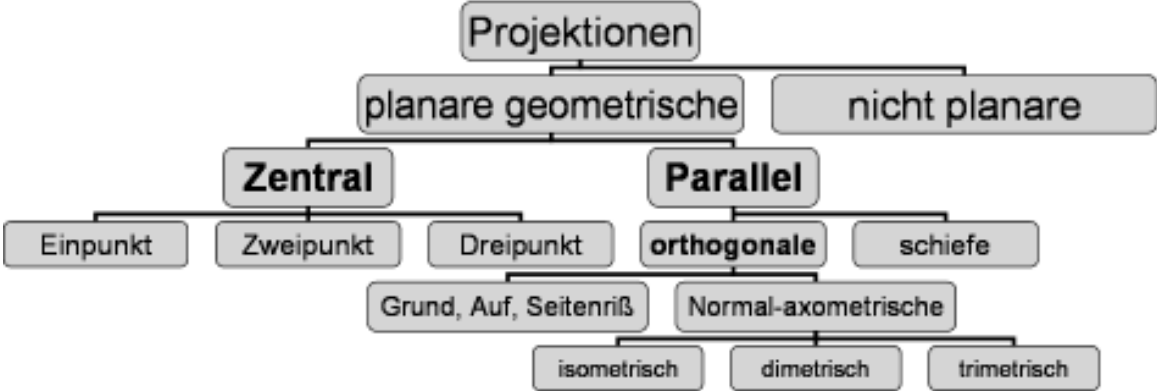 Projektionen
planare geometrische
nicht planare
Zentral
Parallel
Einpunkt
Zweipunkt
Dreipunkt
orthogonale
schiefe
Grund, Auf, Seitenriß
Normal-axometrische
isometrisch
dimetrisch
trimetrisch